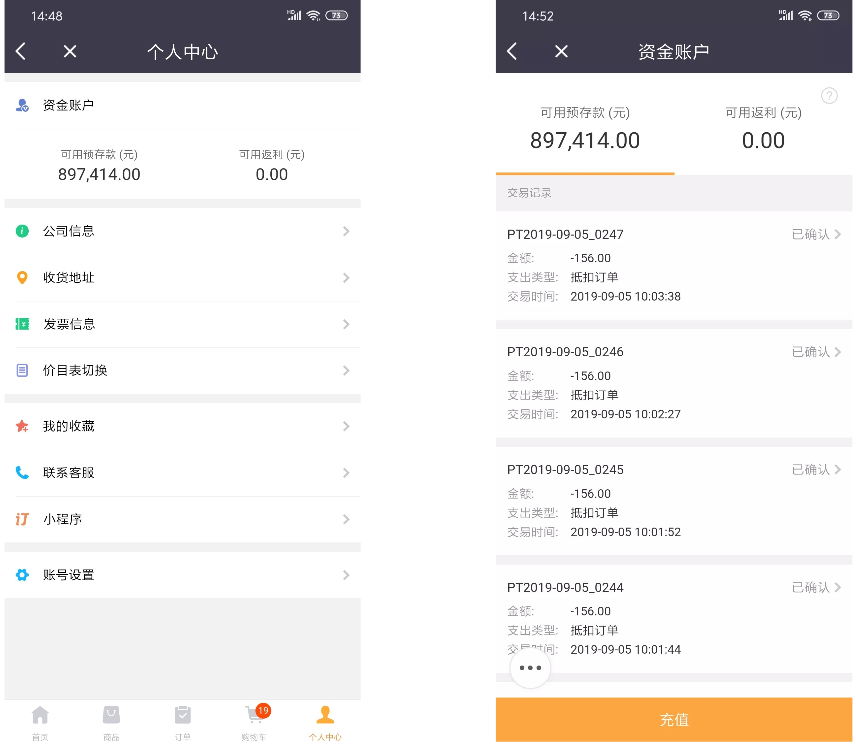 14:48
HD
73
个人中心
资金账户
可用预存款 (元)
可用返利 (元)
897,414.00
0.00
公司信息
收货地址
发票信息
价目表切换
我的收藏
联系客服
订
小程序
账号设置
19
首页
商品
订单
购物车
个人中心
14:52
HD
73
资金账户
?
可用预存款 (元)
可用返利 (元)
897,414.00
0.00
交易记录
PT2019-09-05_0247
已确认
金额: -156.00
支出类型: 抵扣订单
交易时间: 2019-09-05 10:03:38
PT2019-09-05_0246
已确认
金额: -156.00
支出类型: 抵扣订单
交易时间: 2019-09-05 10:02:27
PT2019-09-05_0245
已确认
金额: -156.00
支出类型: 抵扣订单
交易时间: 2019-09-05 10:01:52
PT2019-09-05_0244
已确认
金额: -156.00
支出类型: 抵扣订单
交易时间: 2019-09-05 10:01:44
充值